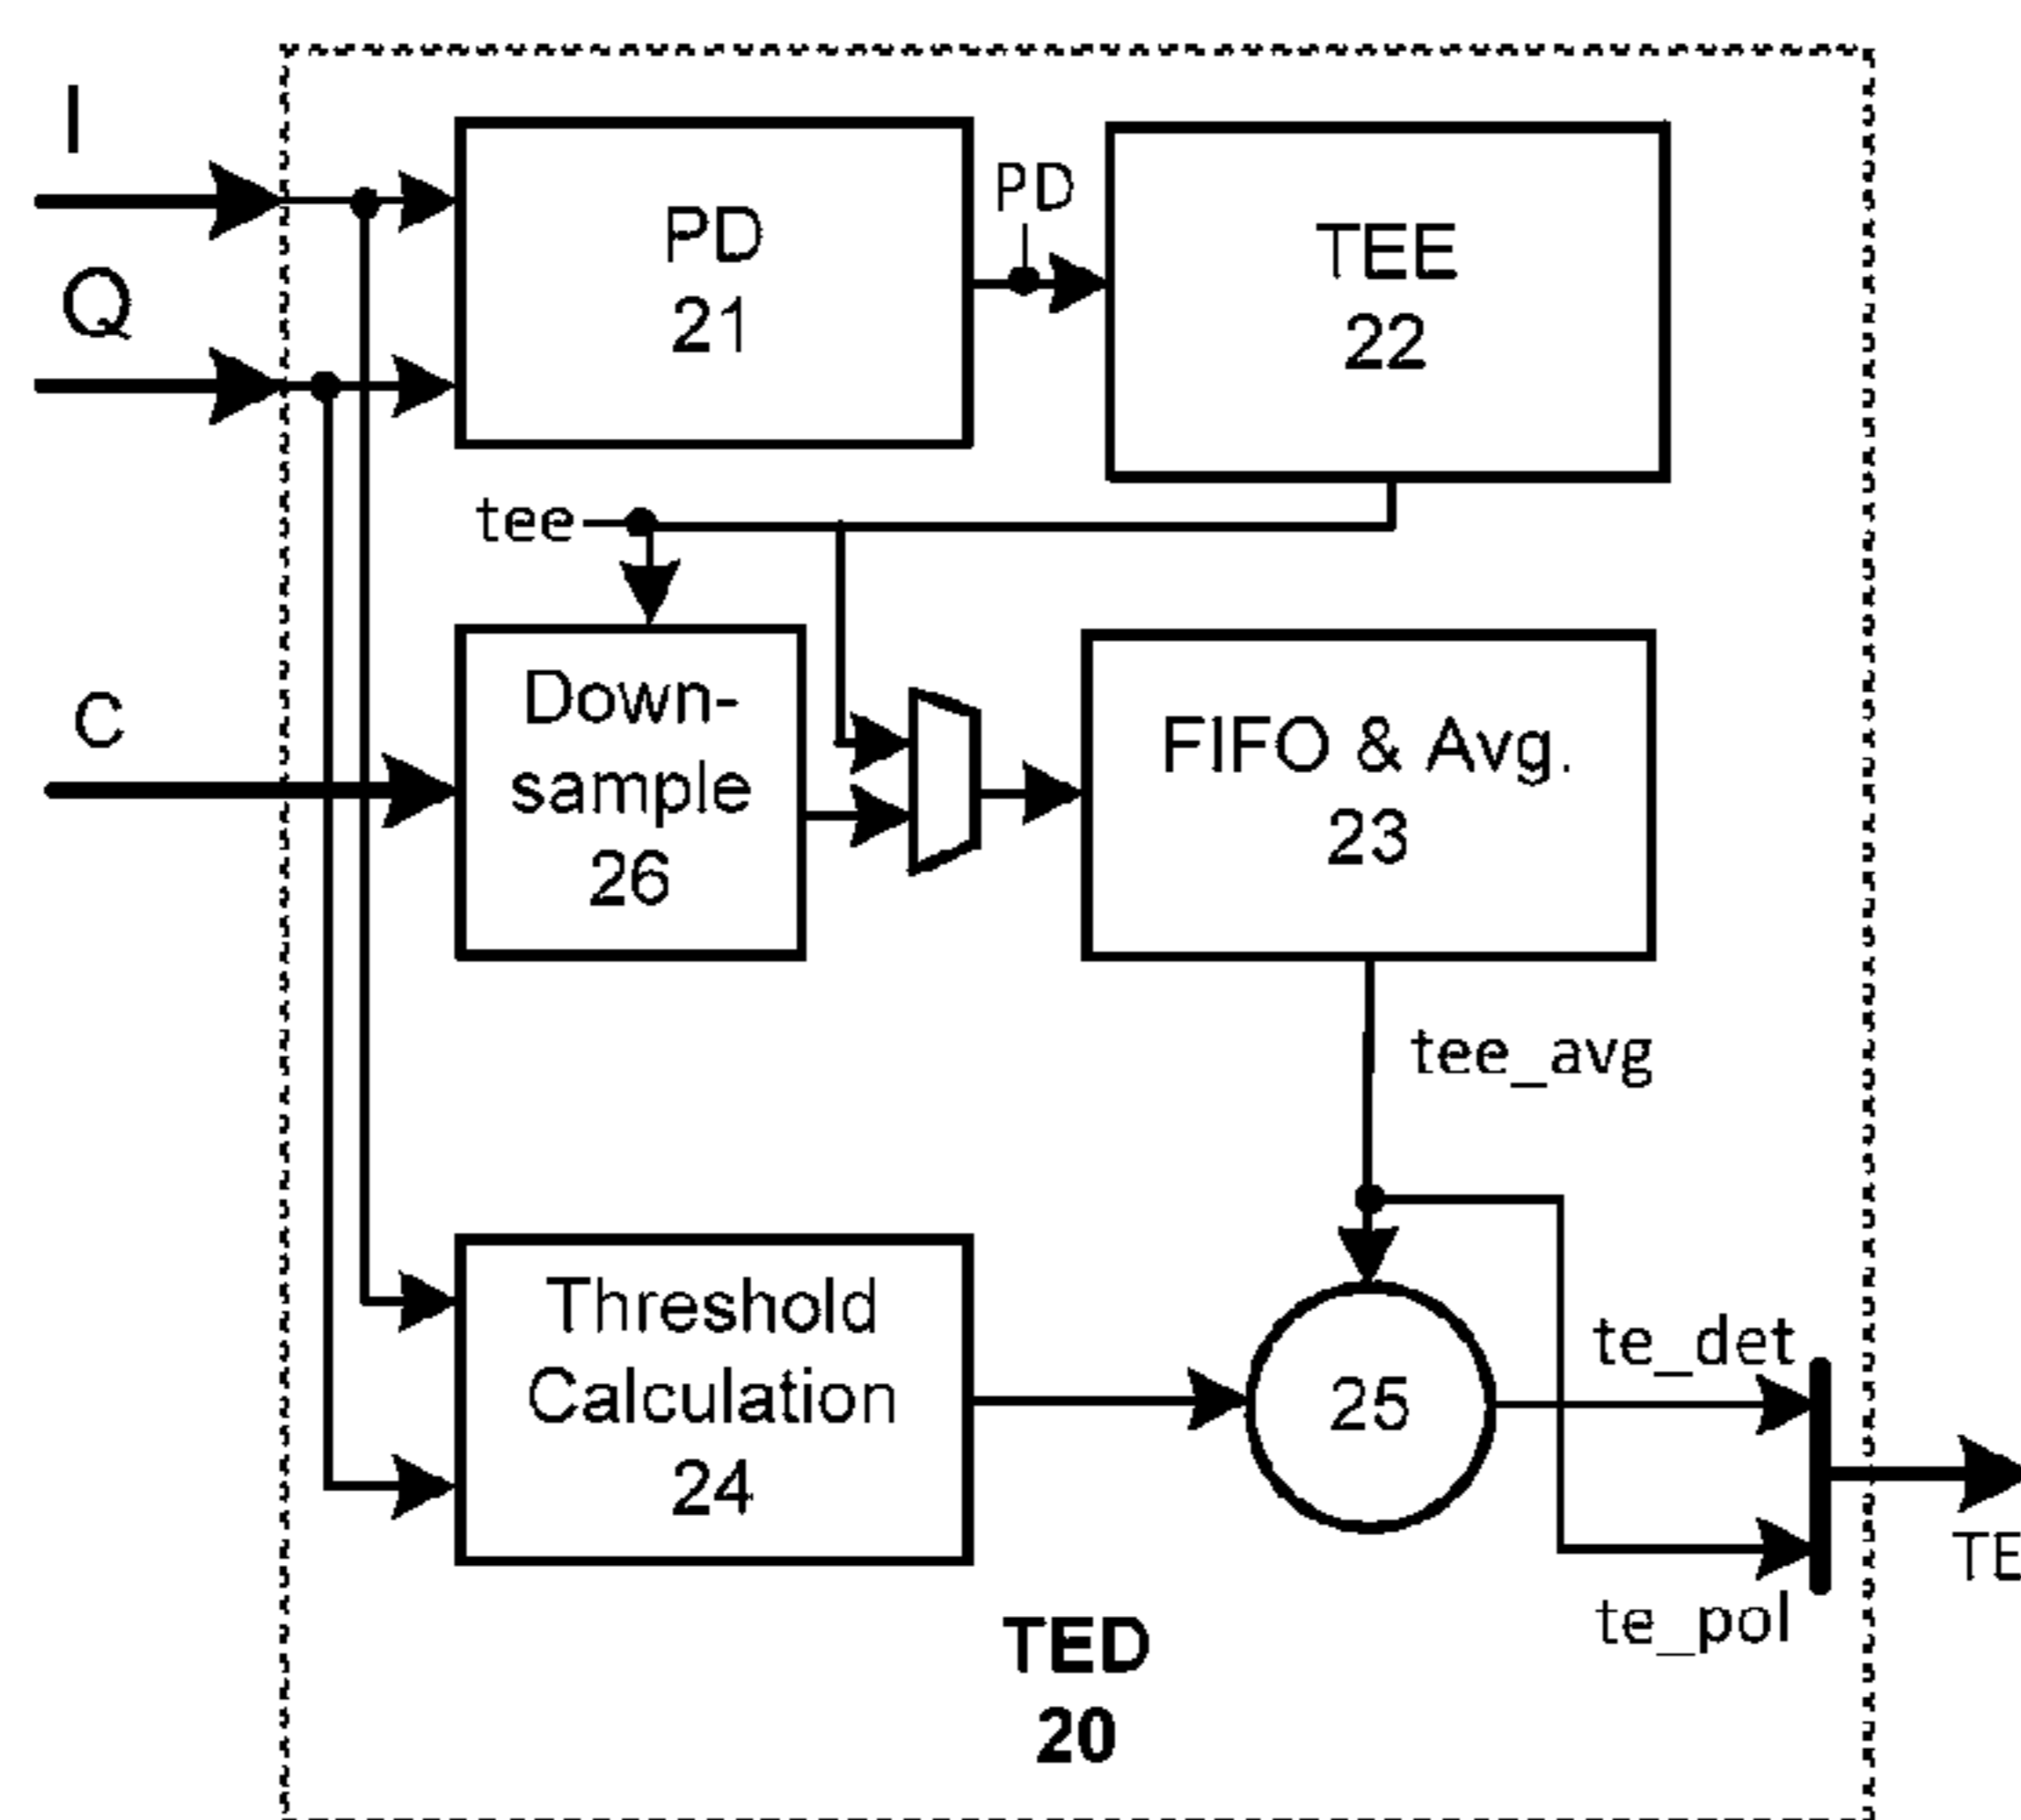 I
Q
PD
21
PD
TEE
22
tee
C
Down-
sample
26
FIFO & Avg.
23
tee_avg
Threshold
Calculation
24
25
te_det
te_pol
TE
TED
20